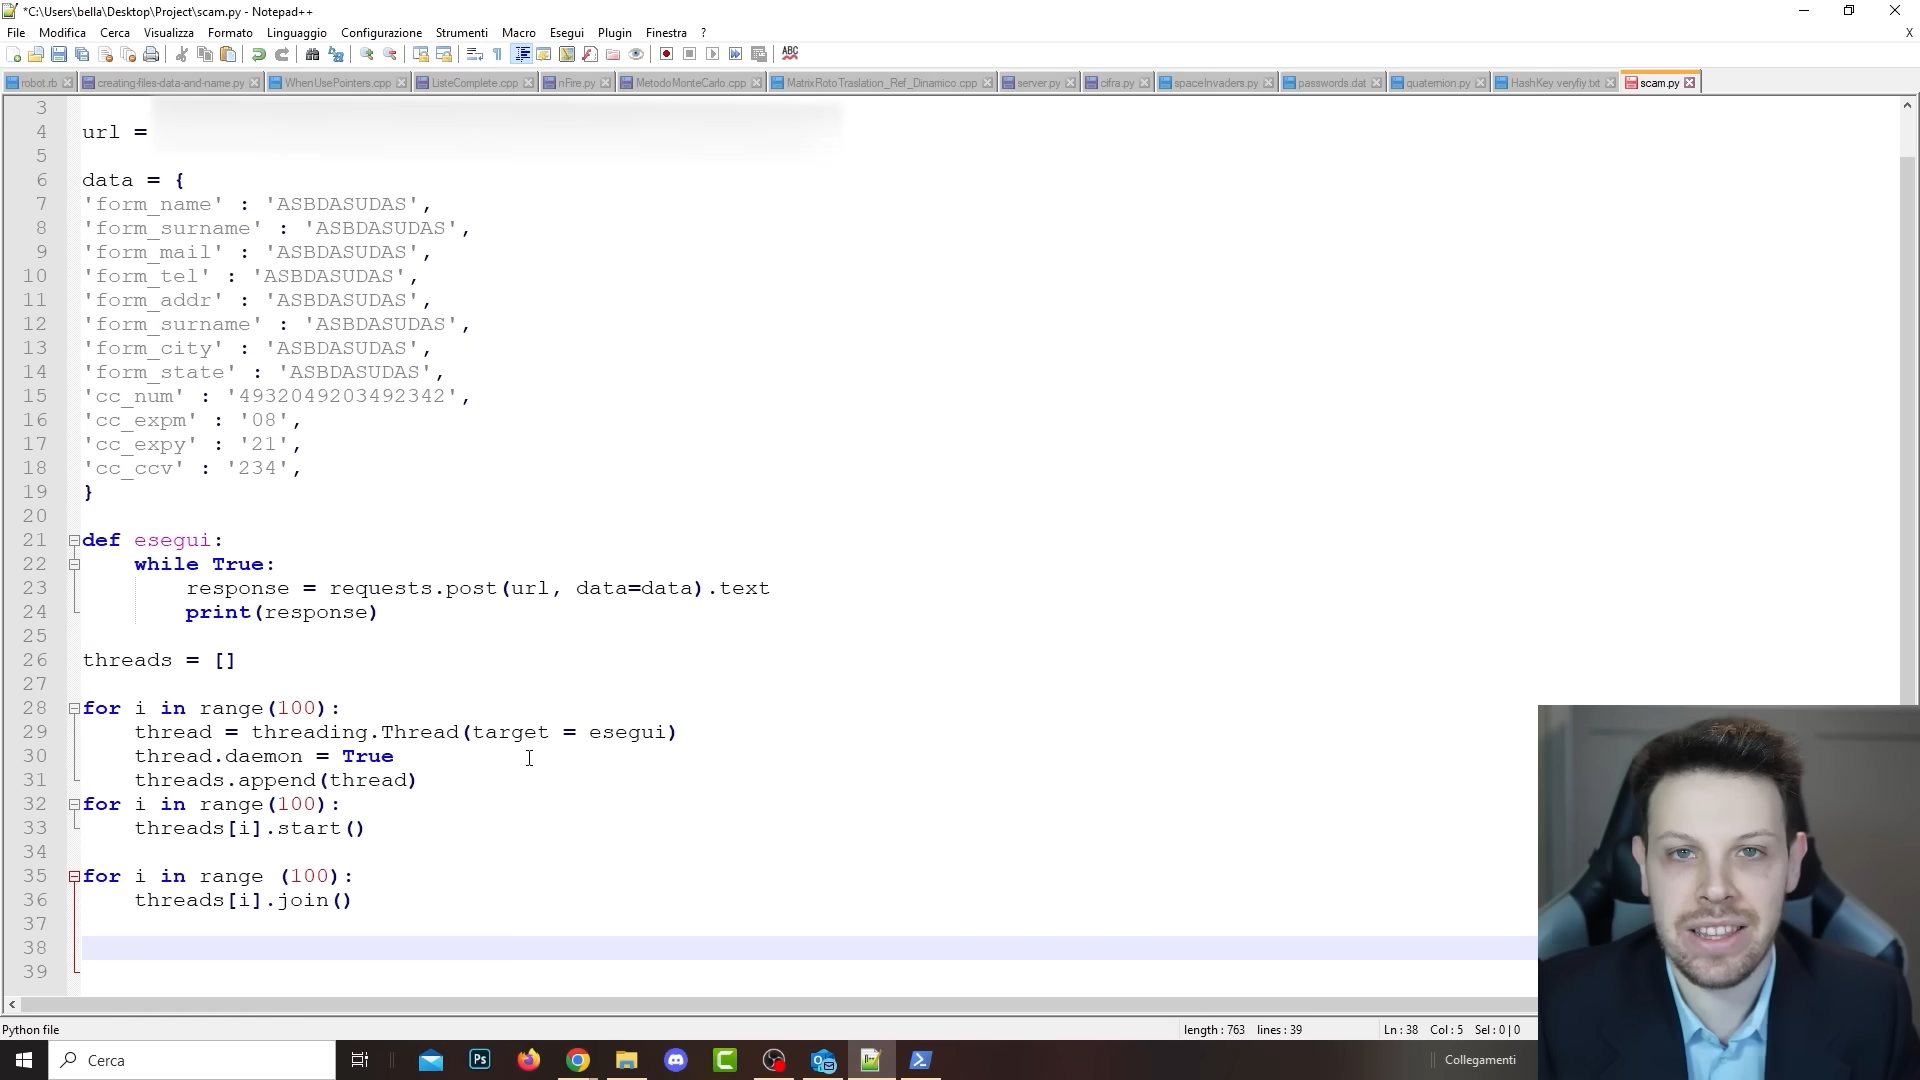 *C:\Users\bella\Desktop\Project\scam.py - Notepad++
File Modifica Cerca Visualizza Formato Linguaggio Configurazione Strumenti Macro Esegui Plugin Finestra ? X
robot.rb creating-files-data-and-name.py WhenUsePointers.cpp ListeComplete.cpp nFire.py MetodoMonteCarlo.cpp MatrixRotoTraslation_Ref_Dinamico.cpp server.py cifra.py spaceInvaders.py passwords.dat quaternion.py HashKey veryfiy.txt scam.py
3
4 url =
5
6 data = {
7 'form_name' : 'ASBDASUDAS',
8 'form_surname' : 'ASBDASUDAS',
9 'form_mail' : 'ASBDASUDAS',
10 'form_tel' : 'ASBDASUDAS',
11 'form_addr' : 'ASBDASUDAS',
12 'form_surname' : 'ASBDASUDAS',
13 'form_city' : 'ASBDASUDAS',
14 'form_state' : 'ASBDASUDAS',
15 'cc_num' : '4932049203492342',
16 'cc_expm' : '08',
17 'cc_expy' : '21',
18 'cc_ccv' : '234',
19 }
20
21 def esegui:
22 while True:
23 response = requests.post(url, data=data).text
24 print(response)
25
26 threads = []
27
28 for i in range(100):
29 thread = threading.Thread(target = esegui)
30 thread.daemon = True
31 threads.append(thread)
32 for i in range(100):
33 threads[i].start()
34
35 for i in range (100):
36 threads[i].join()
37
38
39
Python file length : 763 lines : 39 Ln : 38 Col : 5 Sel : 0 | 0
Cerca Ps Collegamenti